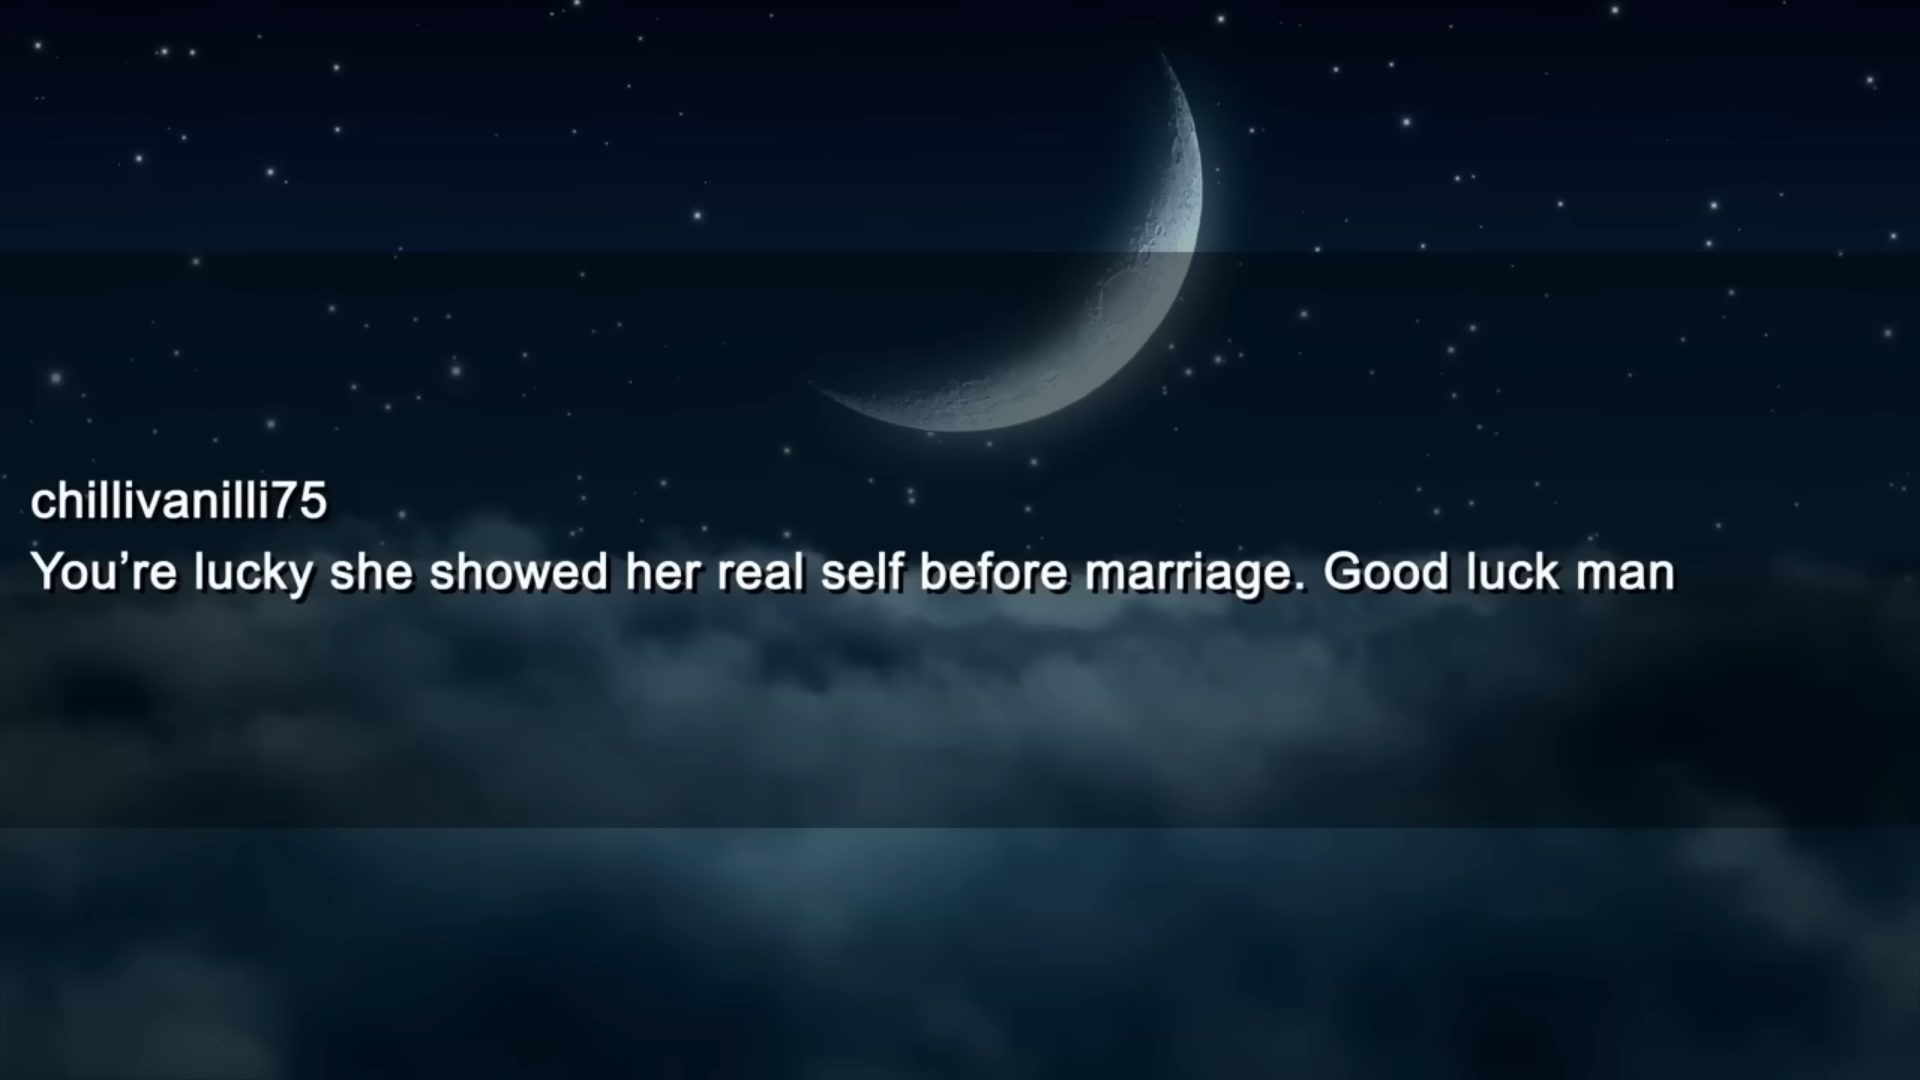 chillivanilli75
You’re lucky she showed her real self before marriage. Good luck man